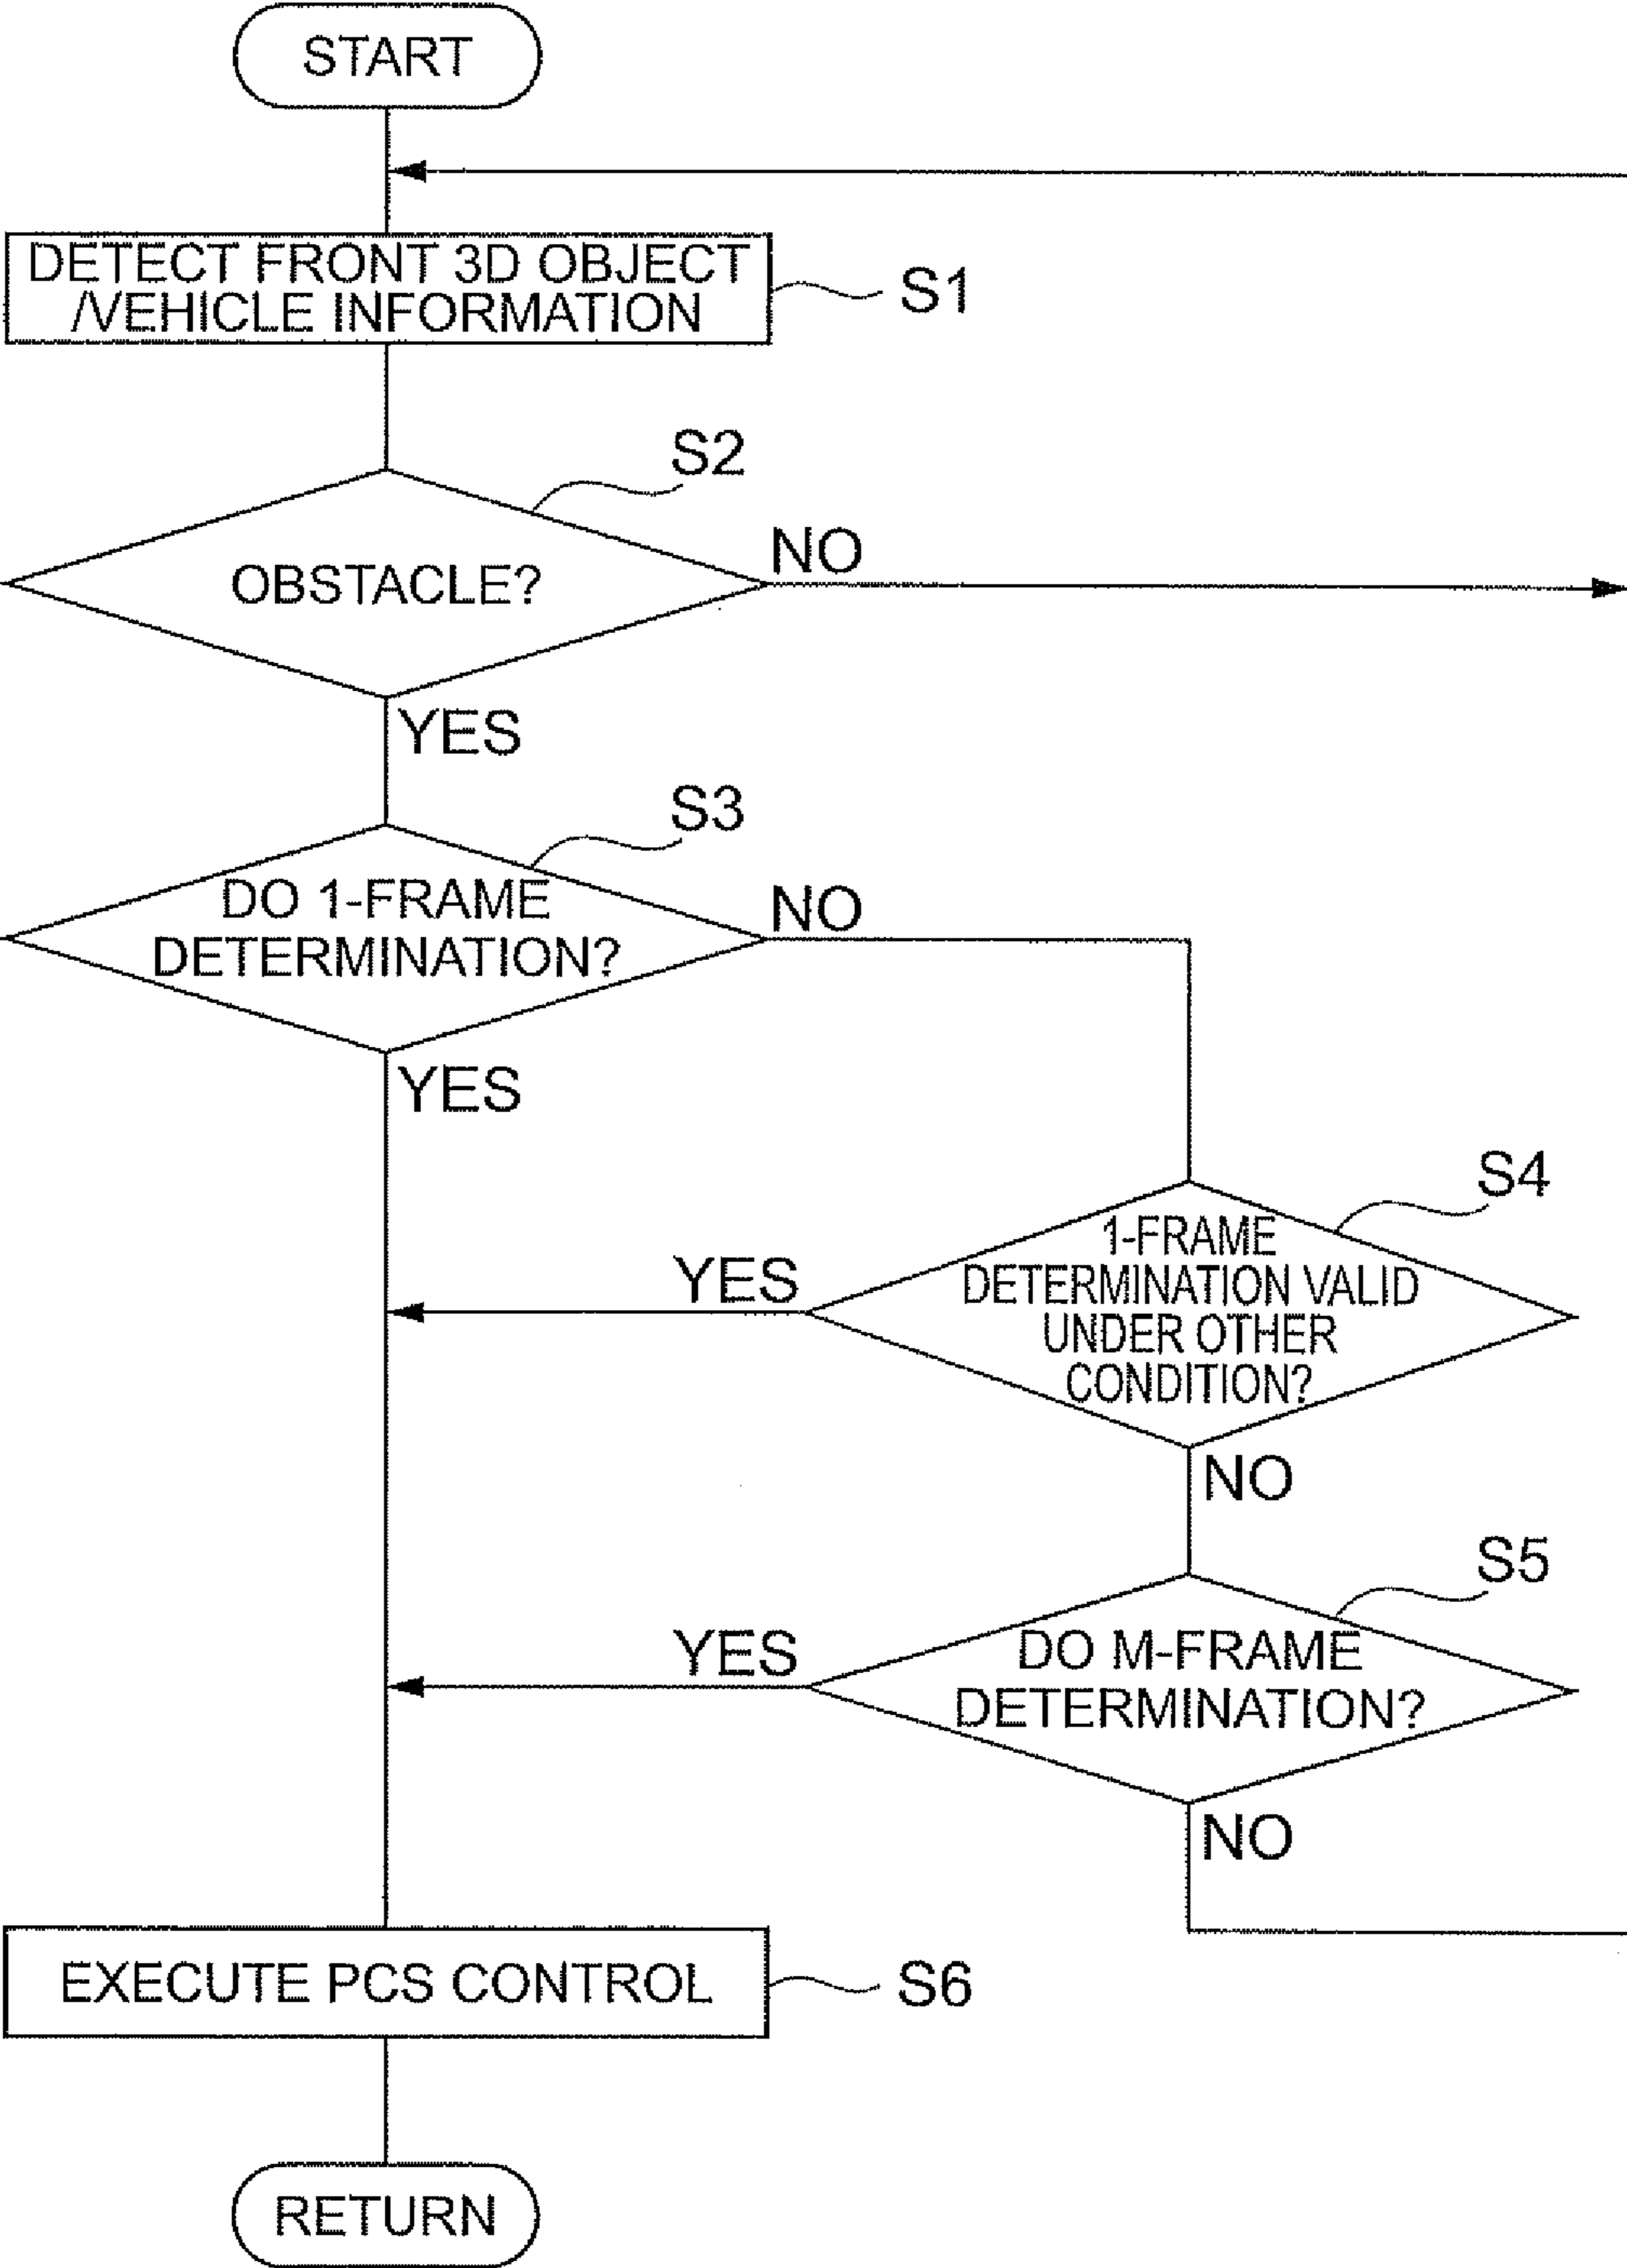 START
DETECT FRONT 3D OBJECT
/VEHICLE INFORMATION
S1
S2
OBSTACLE?
NO
YES
S3
DO 1-FRAME
DETERMINATION?
NO
YES
S4
1-FRAME
DETERMINATION VALID
UNDER OTHER
CONDITION?
YES
NO
S5
DO M-FRAME
DETERMINATION?
YES
NO
EXECUTE PCS CONTROL
S6
RETURN